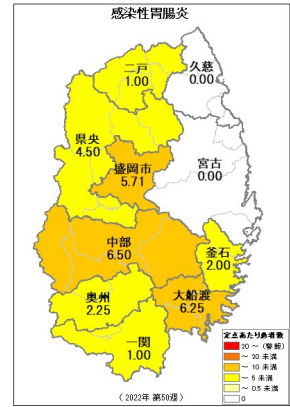 感染性胃腸炎
二戸
1.00
久慈
0.00
県央
4.50
盛岡市
5.71
宮古
0.00
中部
6.50
釜石
2.00
奥州
2.25
大船渡
6.25
一関
1.00
定点あたり患者数
20 ~ (警報)
~ 20 未満
~ 10 未満
~ 5 未満
~ 0.5 未満
0
(2022年 第50週)